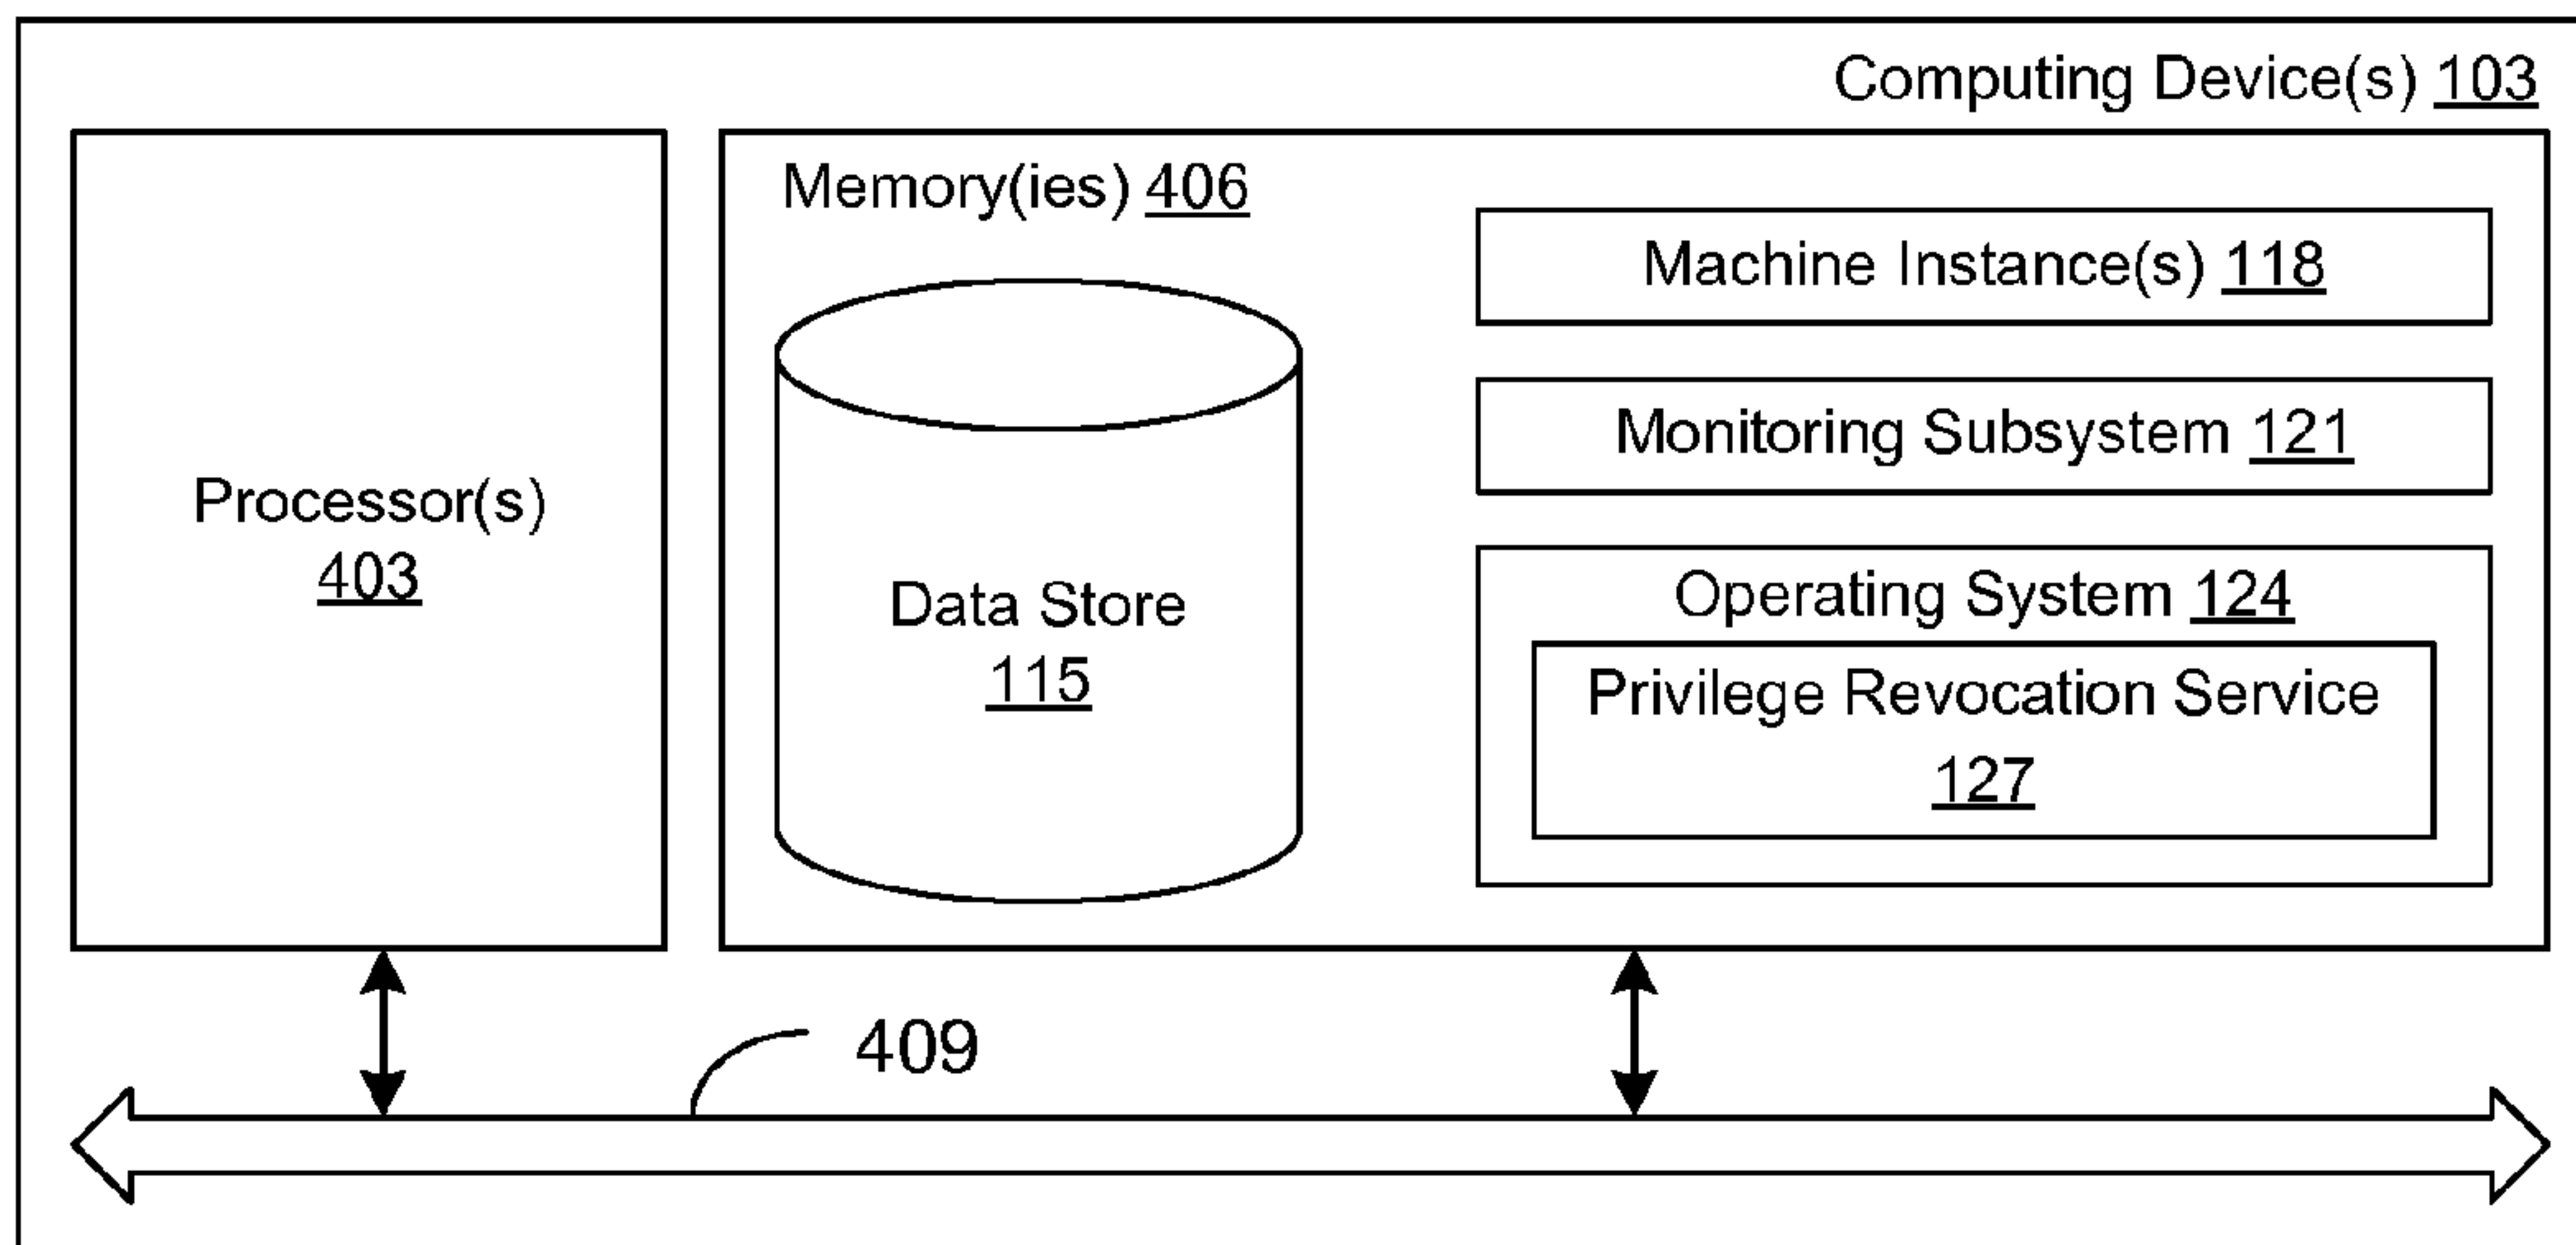 Computing Device(s) 103
Processor(s)
403
Memory(ies) 406
Data Store
115
Machine Instance(s) 118
Monitoring Subsystem 121
Operating System 124
Privilege Revocation Service
127
409